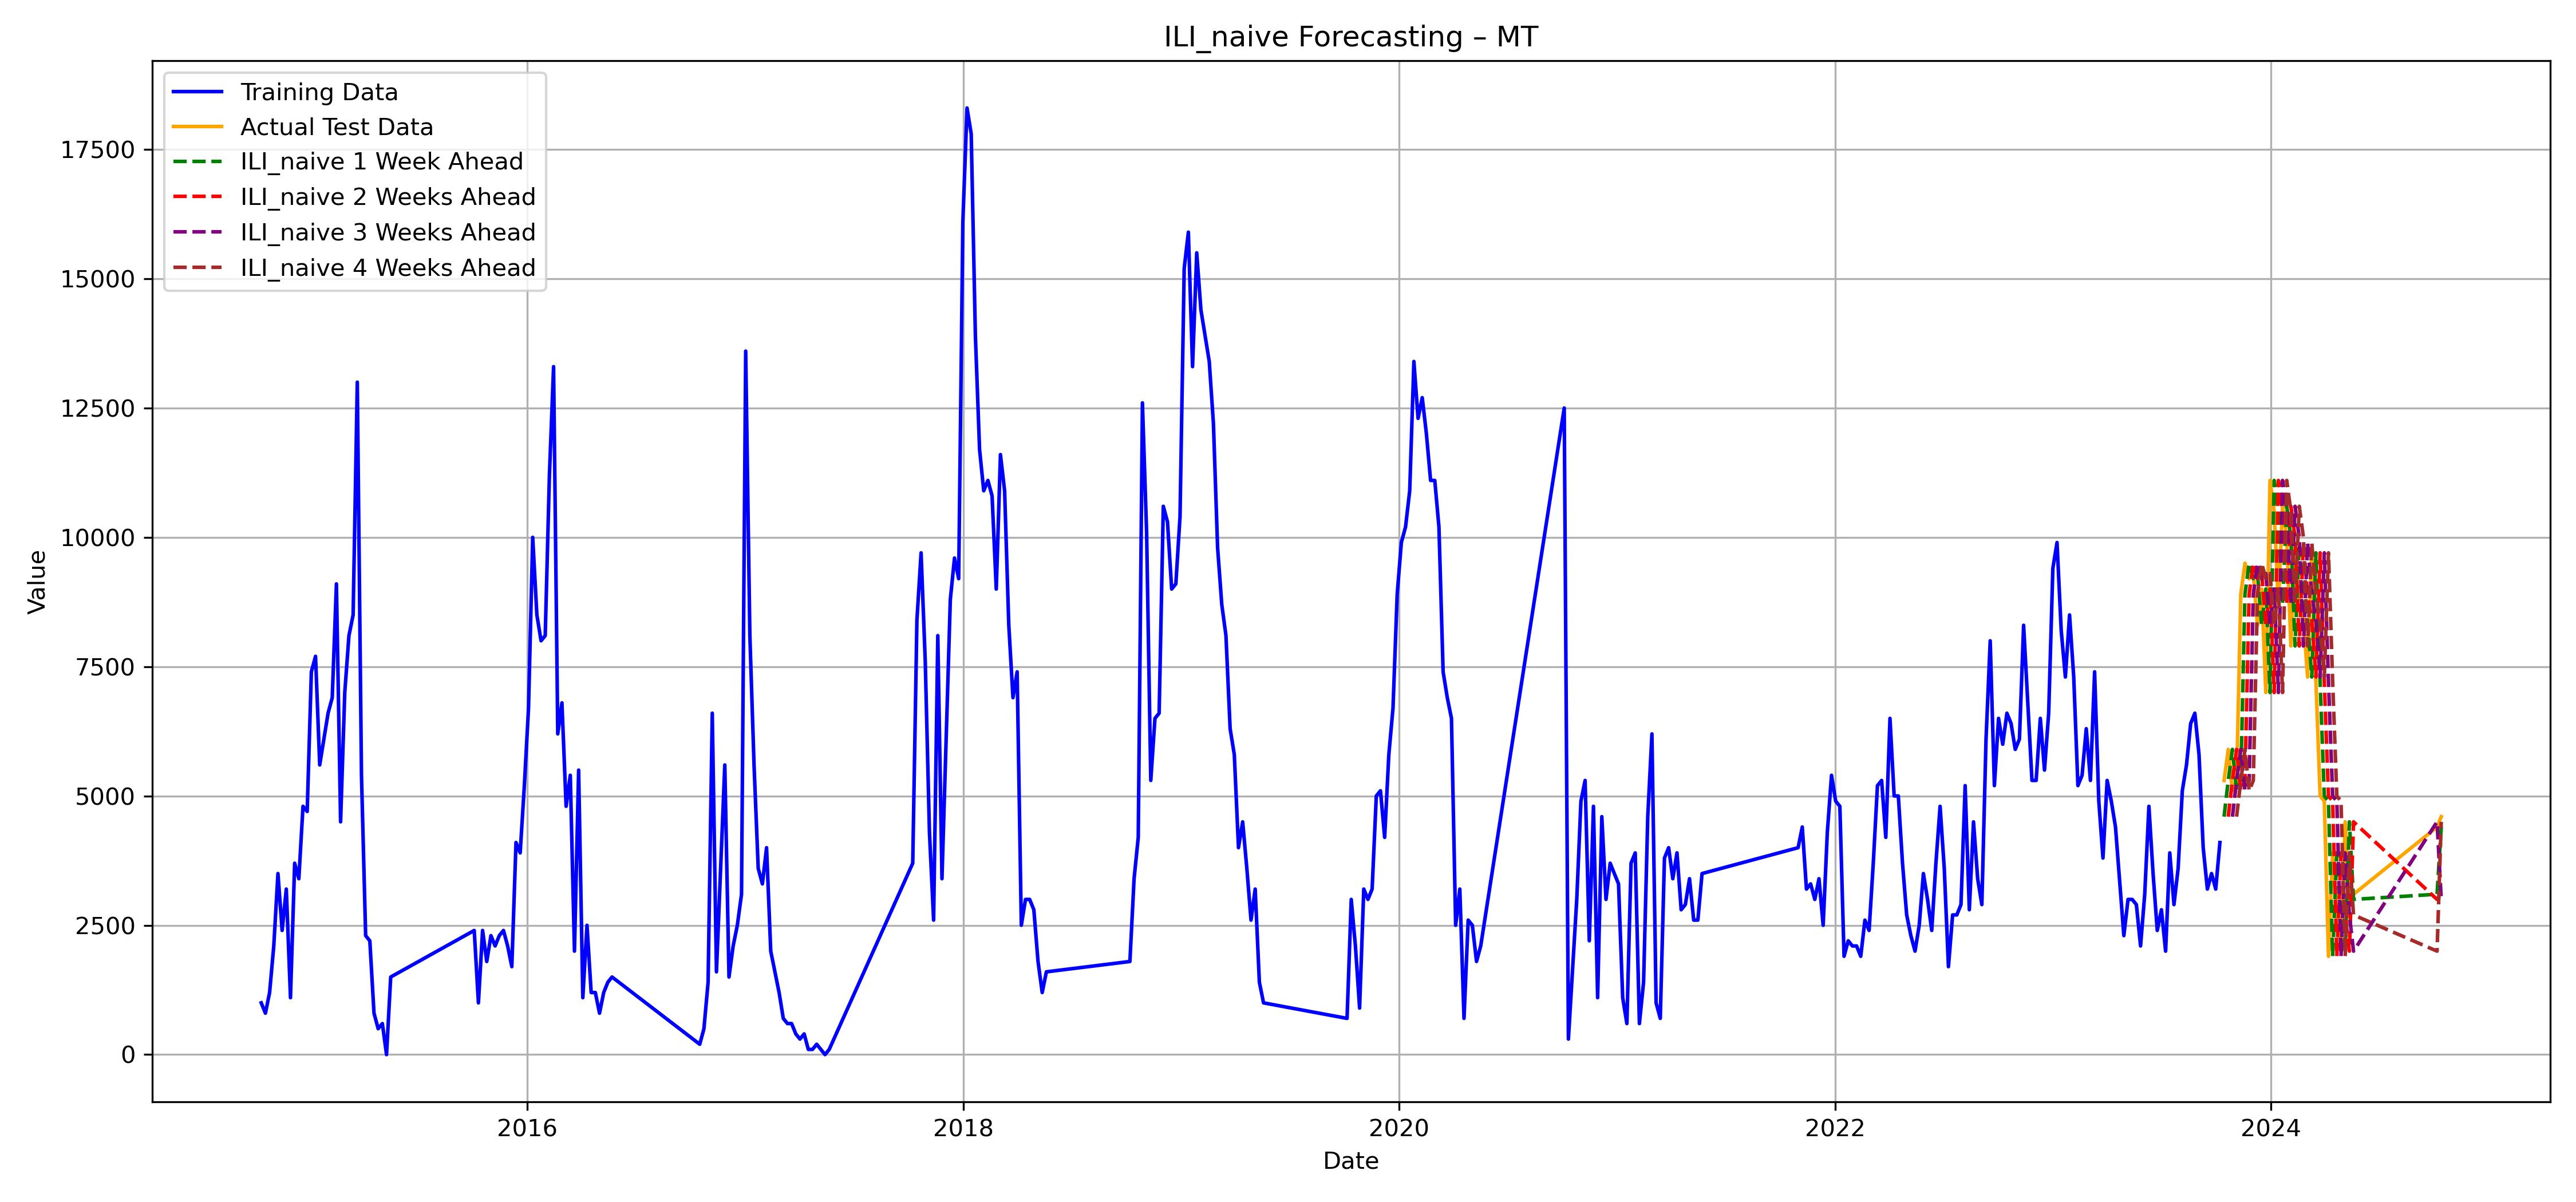 ILI_naive Forecasting – MT
Training Data
Actual Test Data
ILI_naive 1 Week Ahead
ILI_naive 2 Weeks Ahead
ILI_naive 3 Weeks Ahead
ILI_naive 4 Weeks Ahead
17500
15000
12500
10000
7500
5000
2500
0
Value
2016
2018
2020
2022
2024
Date